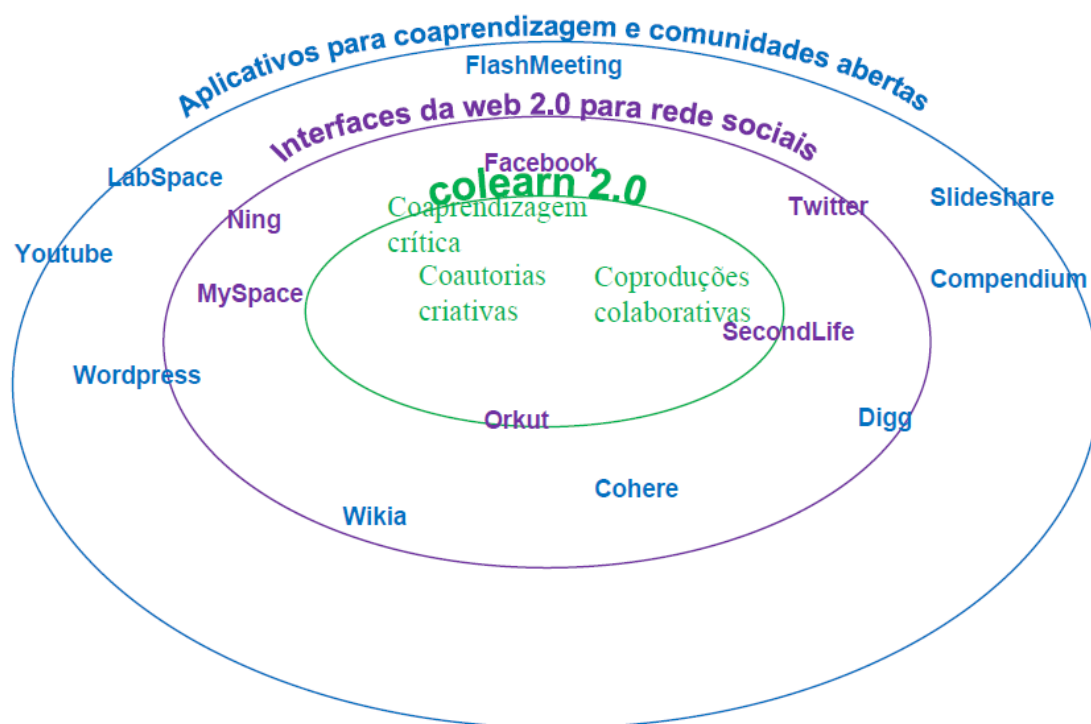 Aplicativos para coaprendizagem e comunidades abertas
FlashMeeting
Interfaces da web 2.0 para rede sociais
Facebook
colearn 2.0
LabSpace
Ning
Twitter
Slideshare
Coaprendizagem
crítica
Youtube
MySpace
Coautorias
criativas
Coproduções
colaborativas
Compendium
SecondLife
Wordpress
Orkut
Digg
Cohere
Wikia